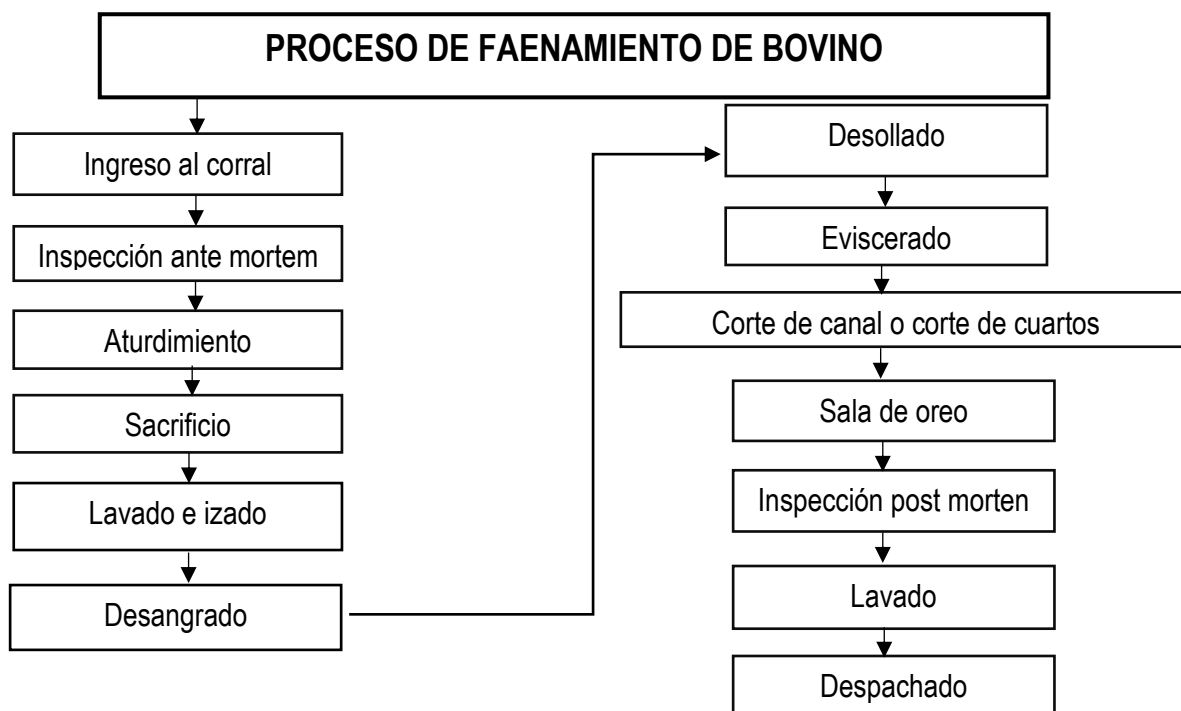 PROCESO DE FAENAMIENTO DE BOVINO
Ingreso al corral
Inspección ante mortem
Aturdimiento
Sacrificio
Lavado e izado
Desangrado
Desollado
Eviscerado
Corte de canal o corte de cuartos
Sala de oreo
Inspección post morten
Lavado
Despachado